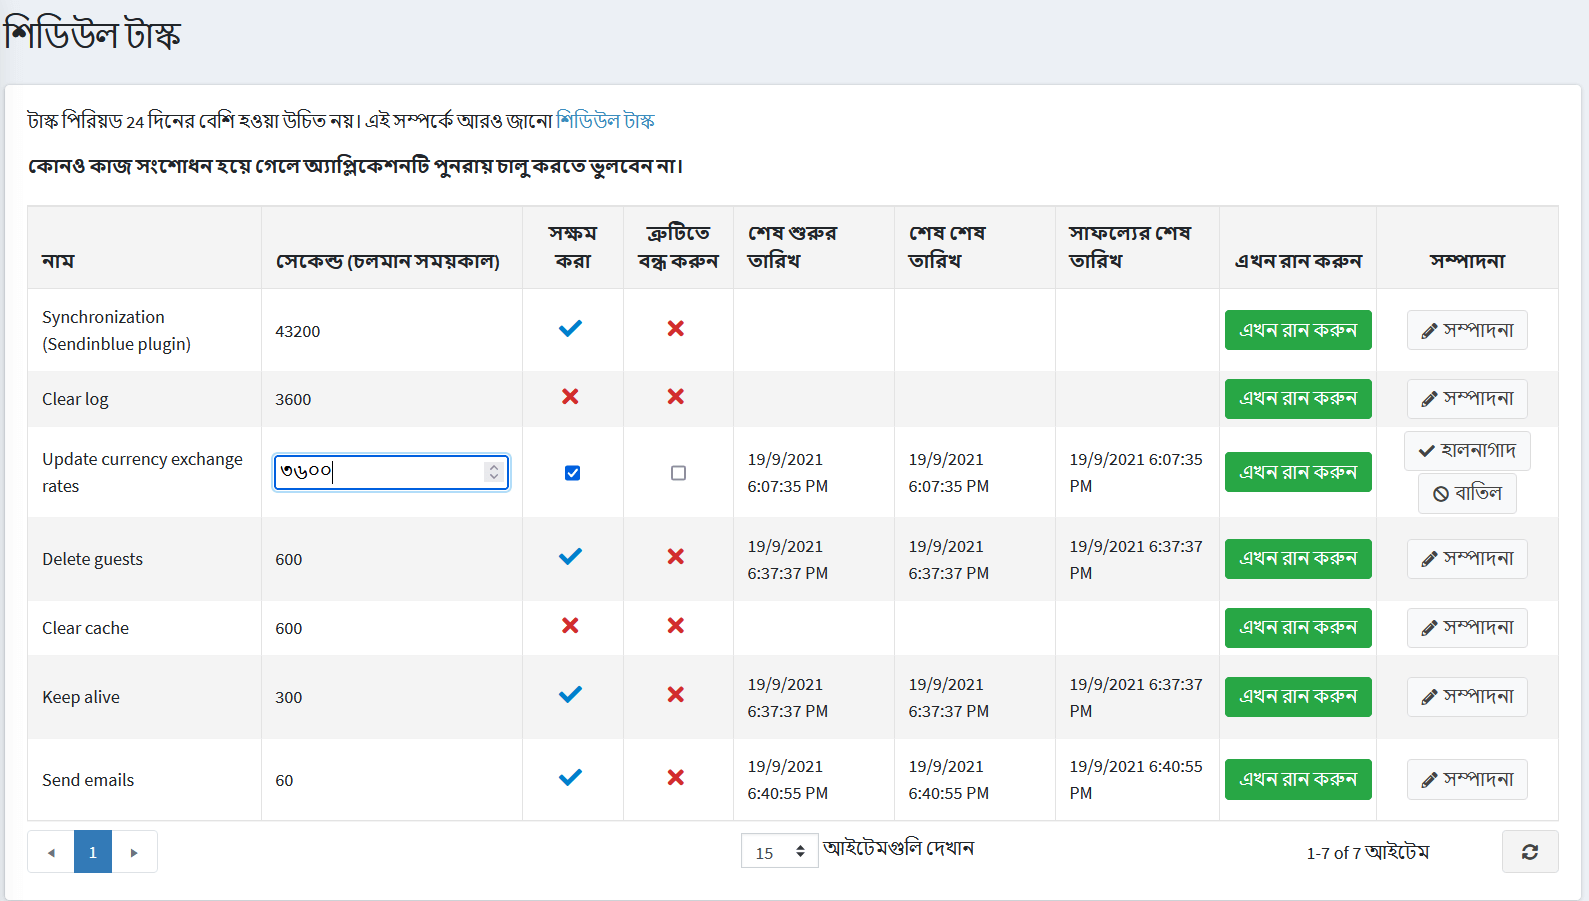 শিডিউল টাস্ক
টাস্ক পিরিয়ড 24 দিনের বেশি হওয়া উচিত নয়। এই সম্পর্কে আরও জানো শিডিউল টাস্ক
কোনও কাজ সংশোধন হয়ে গেলে অ্যাপ্লিকেশনটি পুনরায় চালু করতে ভুলবেন না।
নাম
সেকেন্ড (চলমান সময়কাল)
সক্ষম
করা
ত্রুটিতে
বন্ধ করুন
শেষ শুরুর
তারিখ
শেষ শেষ
তারিখ
সাফল্যের শেষ
তারিখ
এখন রান করুন
সম্পাদনা
Synchronization
(Sendinblue plugin)
43200
এখন রান করুন
সম্পাদনা
Clear log
3600
এখন রান করুন
সম্পাদনা
Update currency exchange
rates
৩৬০০
19/9/2021
6:07:35 PM
19/9/2021
6:07:35 PM
19/9/2021 6:07:35
PM
এখন রান করুন
হালনাগাদ
বাতিল
Delete guests
600
19/9/2021
6:37:37 PM
19/9/2021
6:37:37 PM
19/9/2021 6:37:37
PM
এখন রান করুন
সম্পাদনা
Clear cache
600
এখন রান করুন
সম্পাদনা
Keep alive
300
19/9/2021
6:37:37 PM
19/9/2021
6:37:37 PM
19/9/2021 6:37:37
PM
এখন রান করুন
সম্পাদনা
Send emails
60
19/9/2021
6:40:55 PM
19/9/2021
6:40:55 PM
19/9/2021 6:40:55
PM
এখন রান করুন
সম্পাদনা
1
15 আইটেমগুলি দেখান
1-7 of 7 আইটেম